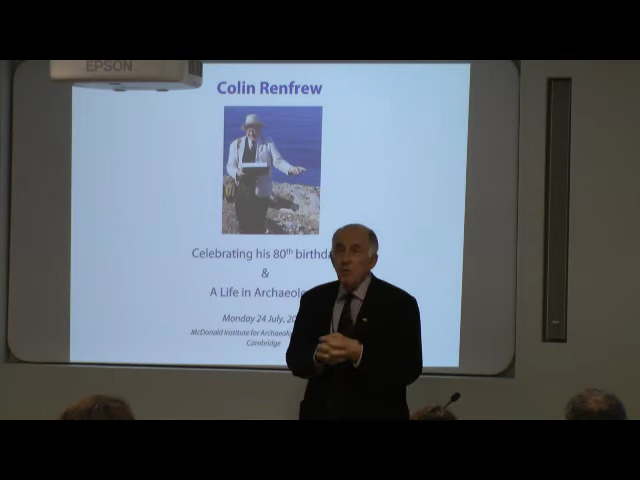 EPSON
Colin Renfrew
Celebrating his 80th
&
A Life in
Monday 24 July,
McDonald Institute for
Cambridge